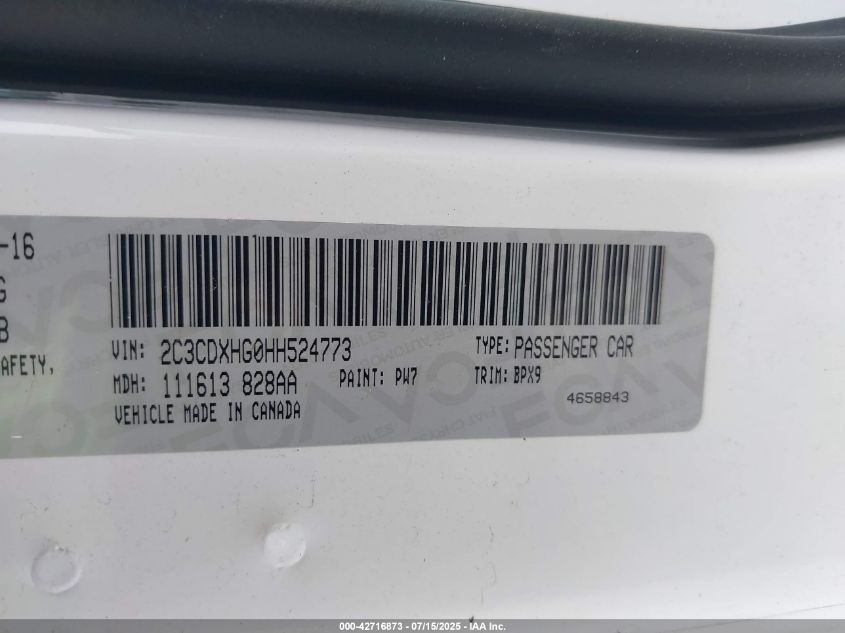 -16
G
B
AFETY,
VIN: 2C3CDXHG0HH524773
TYPE: PASSENGER CAR
MDH: 111613 828AA
PAINT: PW7
TRIM: BPX9
VEHICLE MADE IN CANADA
4658843
000-42716873 - 07/15/2025 - IAA Inc.